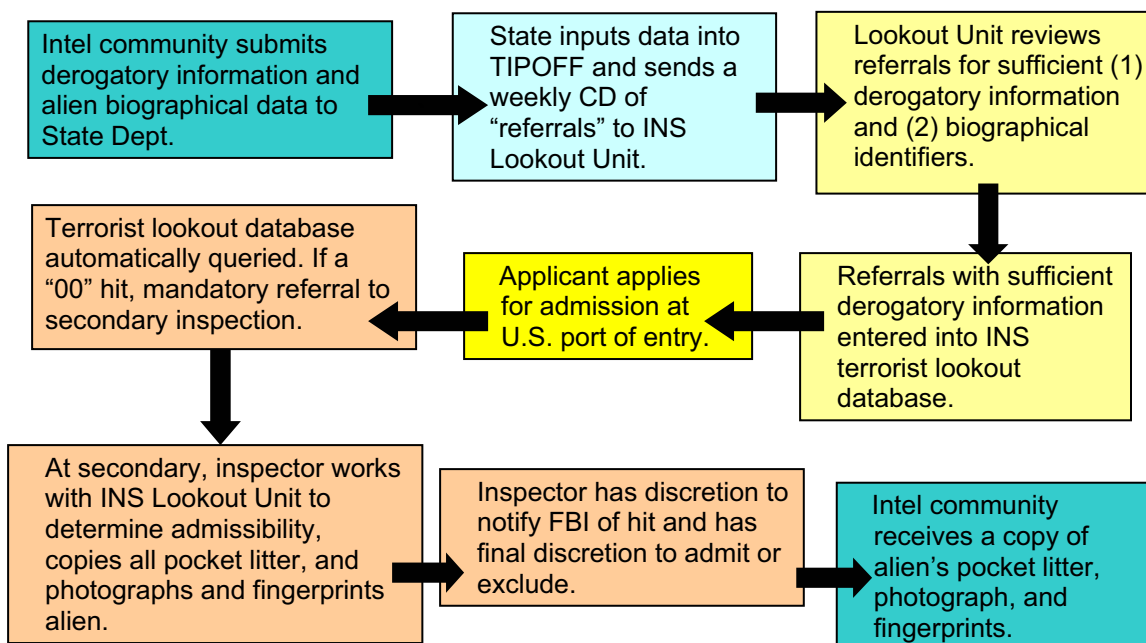 Intel community submits
derogatory information and
alien biographical data to
State Dept.
State inputs data into
TIPOFF and sends a
weekly CD of
“referrals” to INS
Lookout Unit.
Lookout Unit reviews
referrals for sufficient (1)
derogatory information
and (2) biographical
identifiers.
Referrals with sufficient
derogatory information
entered into INS
terrorist lookout
database.
Applicant applies
for admission at
U.S. port of entry.
Terrorist lookout database
automatically queried. If a
“00” hit, mandatory referral to
secondary inspection.
At secondary, inspector works
with INS Lookout Unit to
determine admissibility,
copies all pocket litter, and
photographs and fingerprints
alien.
Inspector has discretion to
notify FBI of hit and has
final discretion to admit or
exclude.
Intel community
receives a copy of
alien’s pocket litter,
photograph, and
fingerprints.